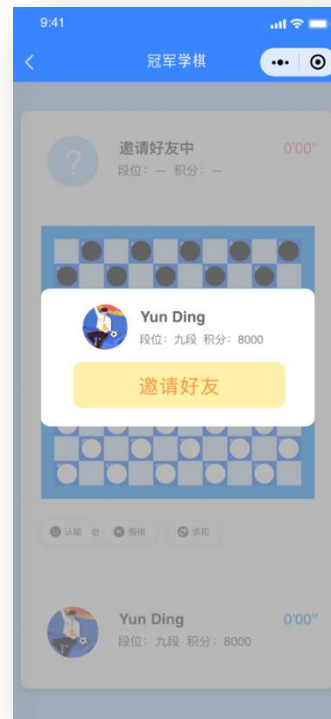 9:41
冠军学棋
?
邀请好友中
0'00"
段位: — 积分: —
Yun Ding
段位: 九段 积分: 8000
邀请好友
认输
悔棋
求和
Yun Ding
0'00"
段位: 九段 积分: 8000